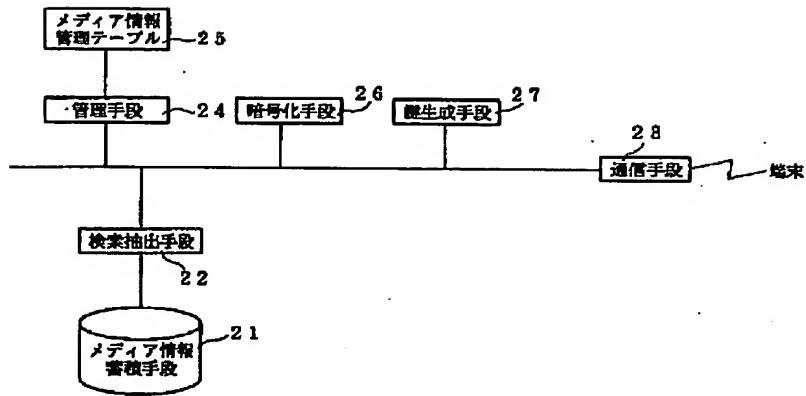 メディア情報
管理テーブル
25
管理手段
24
暗号化手段
26
鍵生成手段
27
28
通信手段
端末
検索抽出手段
22
メディア情報
蓄積手段
21